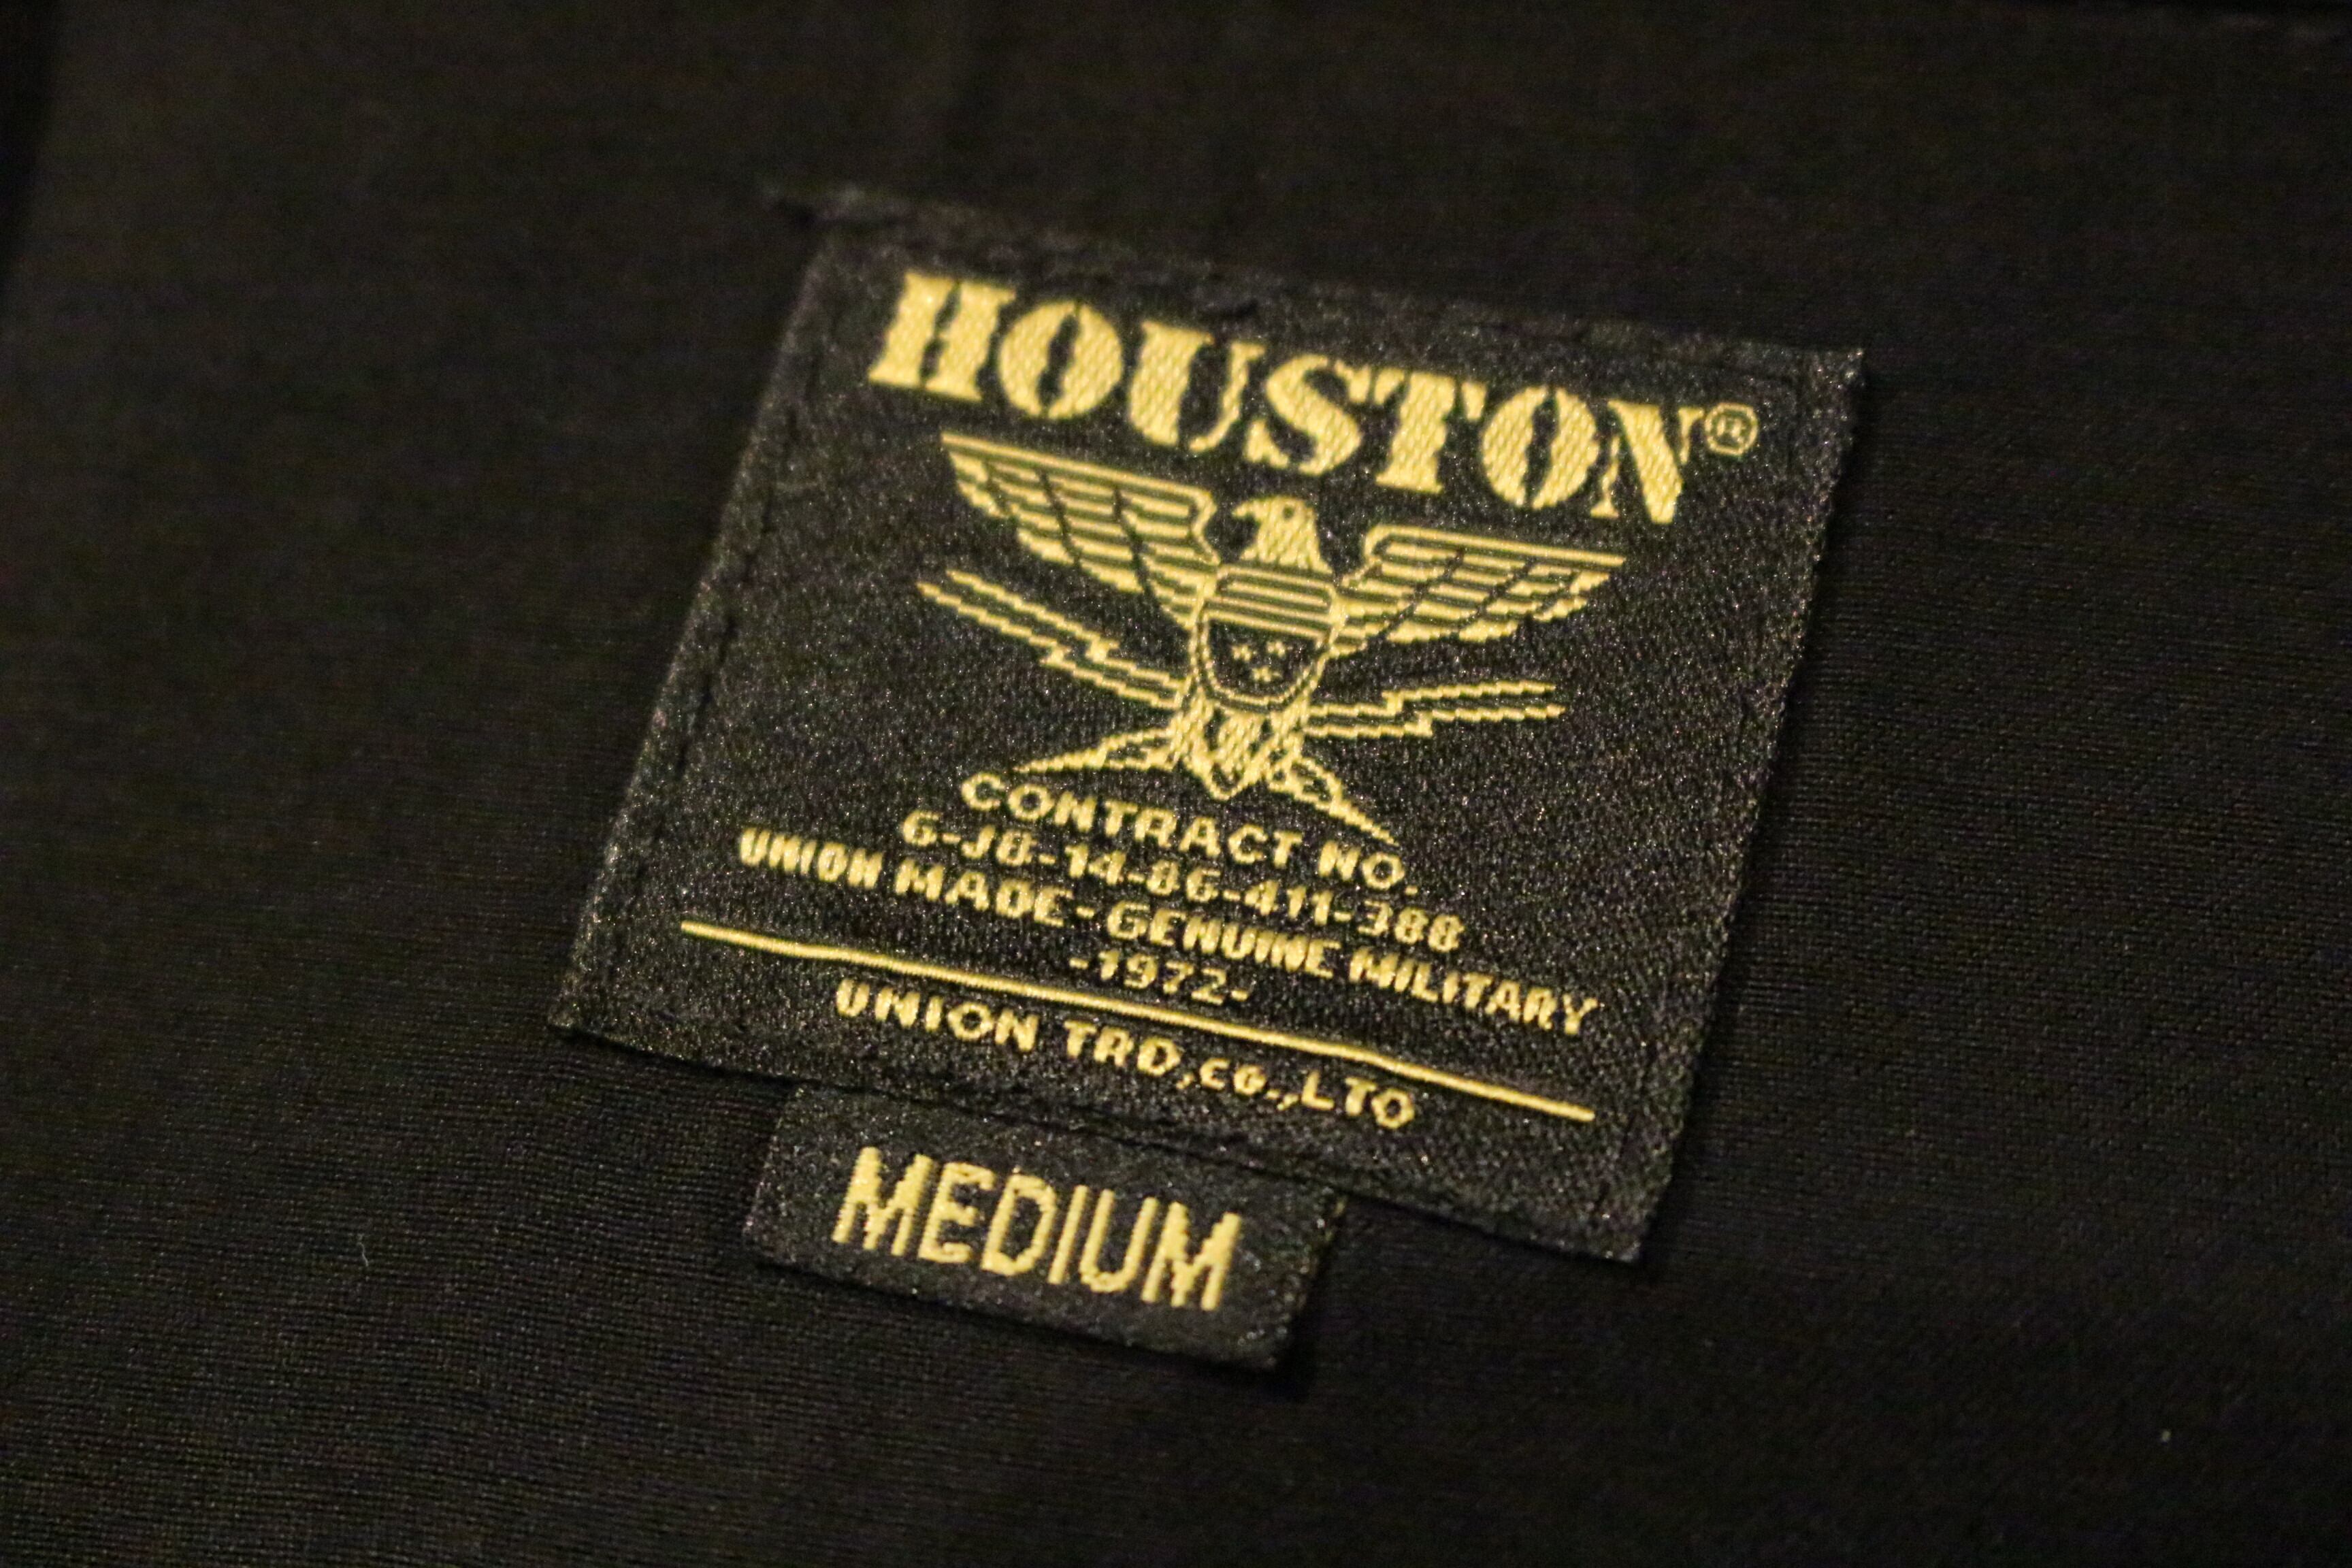 HOUSTON®
CONTRACT NO.
6-J8-14-86-411-388
UNION MADE-GENUINE MILITARY
-1972-
UNION TRD,co.,LTD
MEDIUM